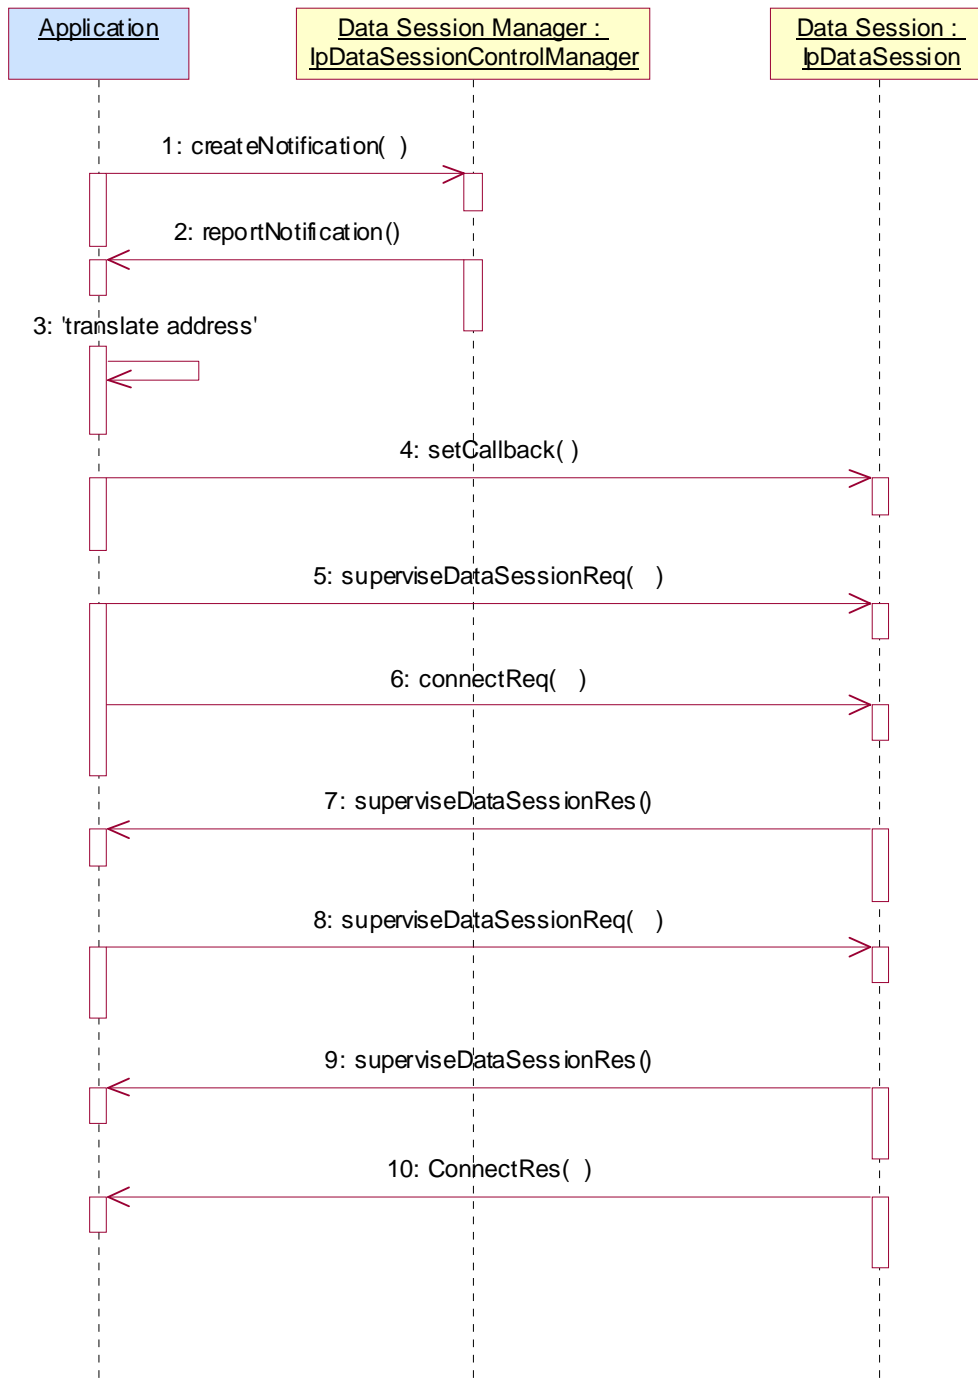 Application
Data Session Manager :
IpDataSessionControlManager
Data Session :
IpDataSession
1: createNotification( )
2: reportNotification()
3: 'translate address'
4: setCallback( )
5: superviseDataSessionReq( )
6: connectReq( )
7: superviseDataSessionRes()
8: superviseDataSessionReq( )
9: superviseDataSessionRes()
10: ConnectRes( )